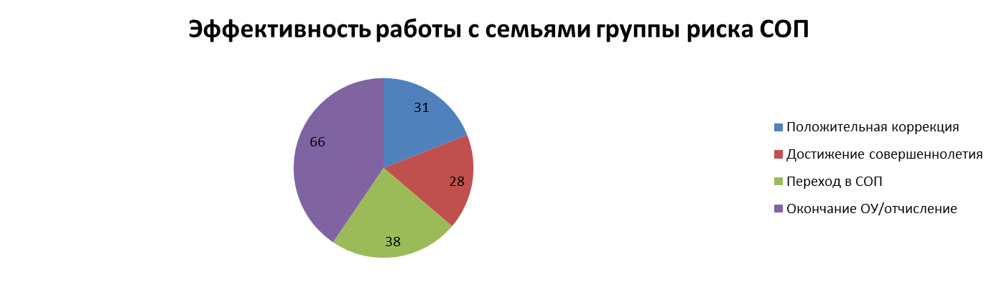 Эффективность работы с семьями группы риска СОП
31
28
38
66
Положительная коррекция
Достижение совершеннолетия
Переход в СОП
Окончание ОУ/отчисление